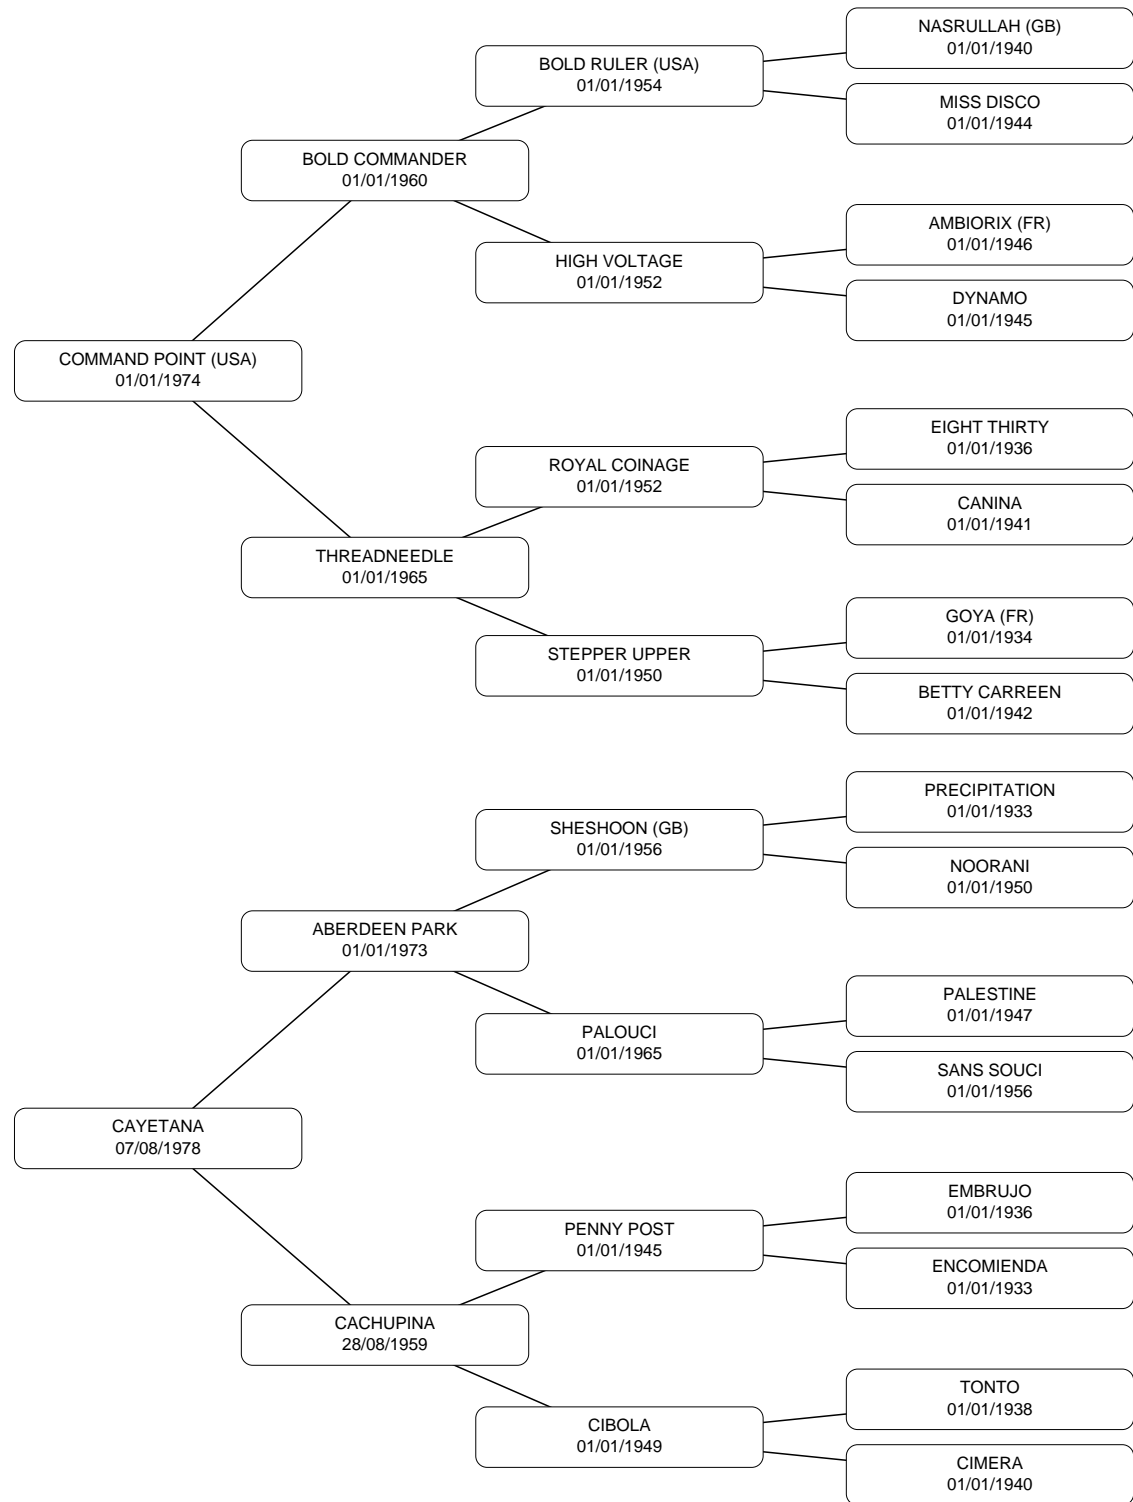 NASRULLAH (GB)
01/01/1940
BOLD RULER (USA)
01/01/1954
MISS DISCO
01/01/1944
BOLD COMMANDER
01/01/1960
AMBIORIX (FR)
01/01/1946
HIGH VOLTAGE
01/01/1952
DYNAMO
01/01/1945
COMMAND POINT (USA)
01/01/1974
EIGHT THIRTY
01/01/1936
ROYAL COINAGE
01/01/1952
CANINA
01/01/1941
THREADNEEDLE
01/01/1965
GOYA (FR)
01/01/1934
STEPPER UPPER
01/01/1950
BETTY CARREEN
01/01/1942
PRECIPITATION
01/01/1933
SHESHOON (GB)
01/01/1956
NOORANI
01/01/1950
ABERDEEN PARK
01/01/1973
PALESTINE
01/01/1947
PALOUCI
01/01/1965
SANS SOUCI
01/01/1956
CAYETANA
07/08/1978
EMBRUJO
01/01/1936
PENNY POST
01/01/1945
ENCOMIENDA
01/01/1933
CACHUPINA
28/08/1959
TONTO
01/01/1938
CIBOLA
01/01/1949
CIMERA
01/01/1940